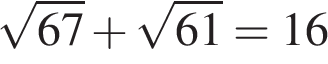 √67 + √61 = 16